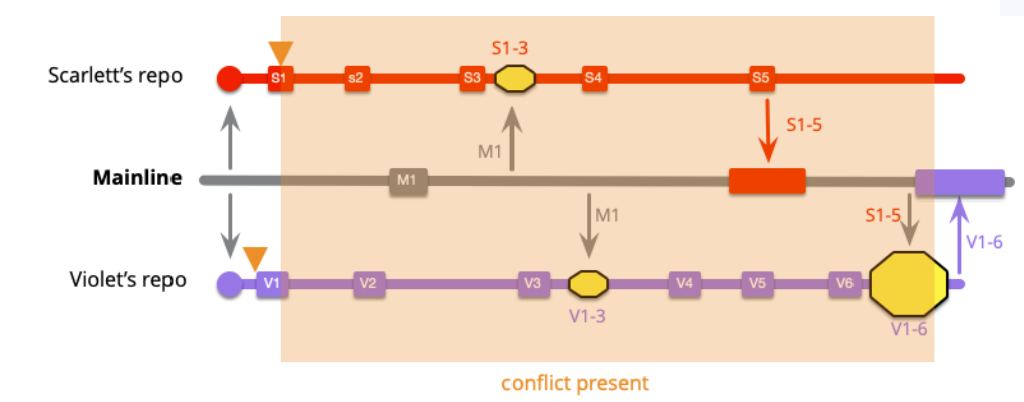 S1-3
Scarlett's repo
S1
s2
S3
S4
S5
M1
S1-5
Mainline
M1
M1
S1-5
V1-6
Violet's repo
V1
V2
V3
V4
V5
V6
V1-3
V1-6
conflict present